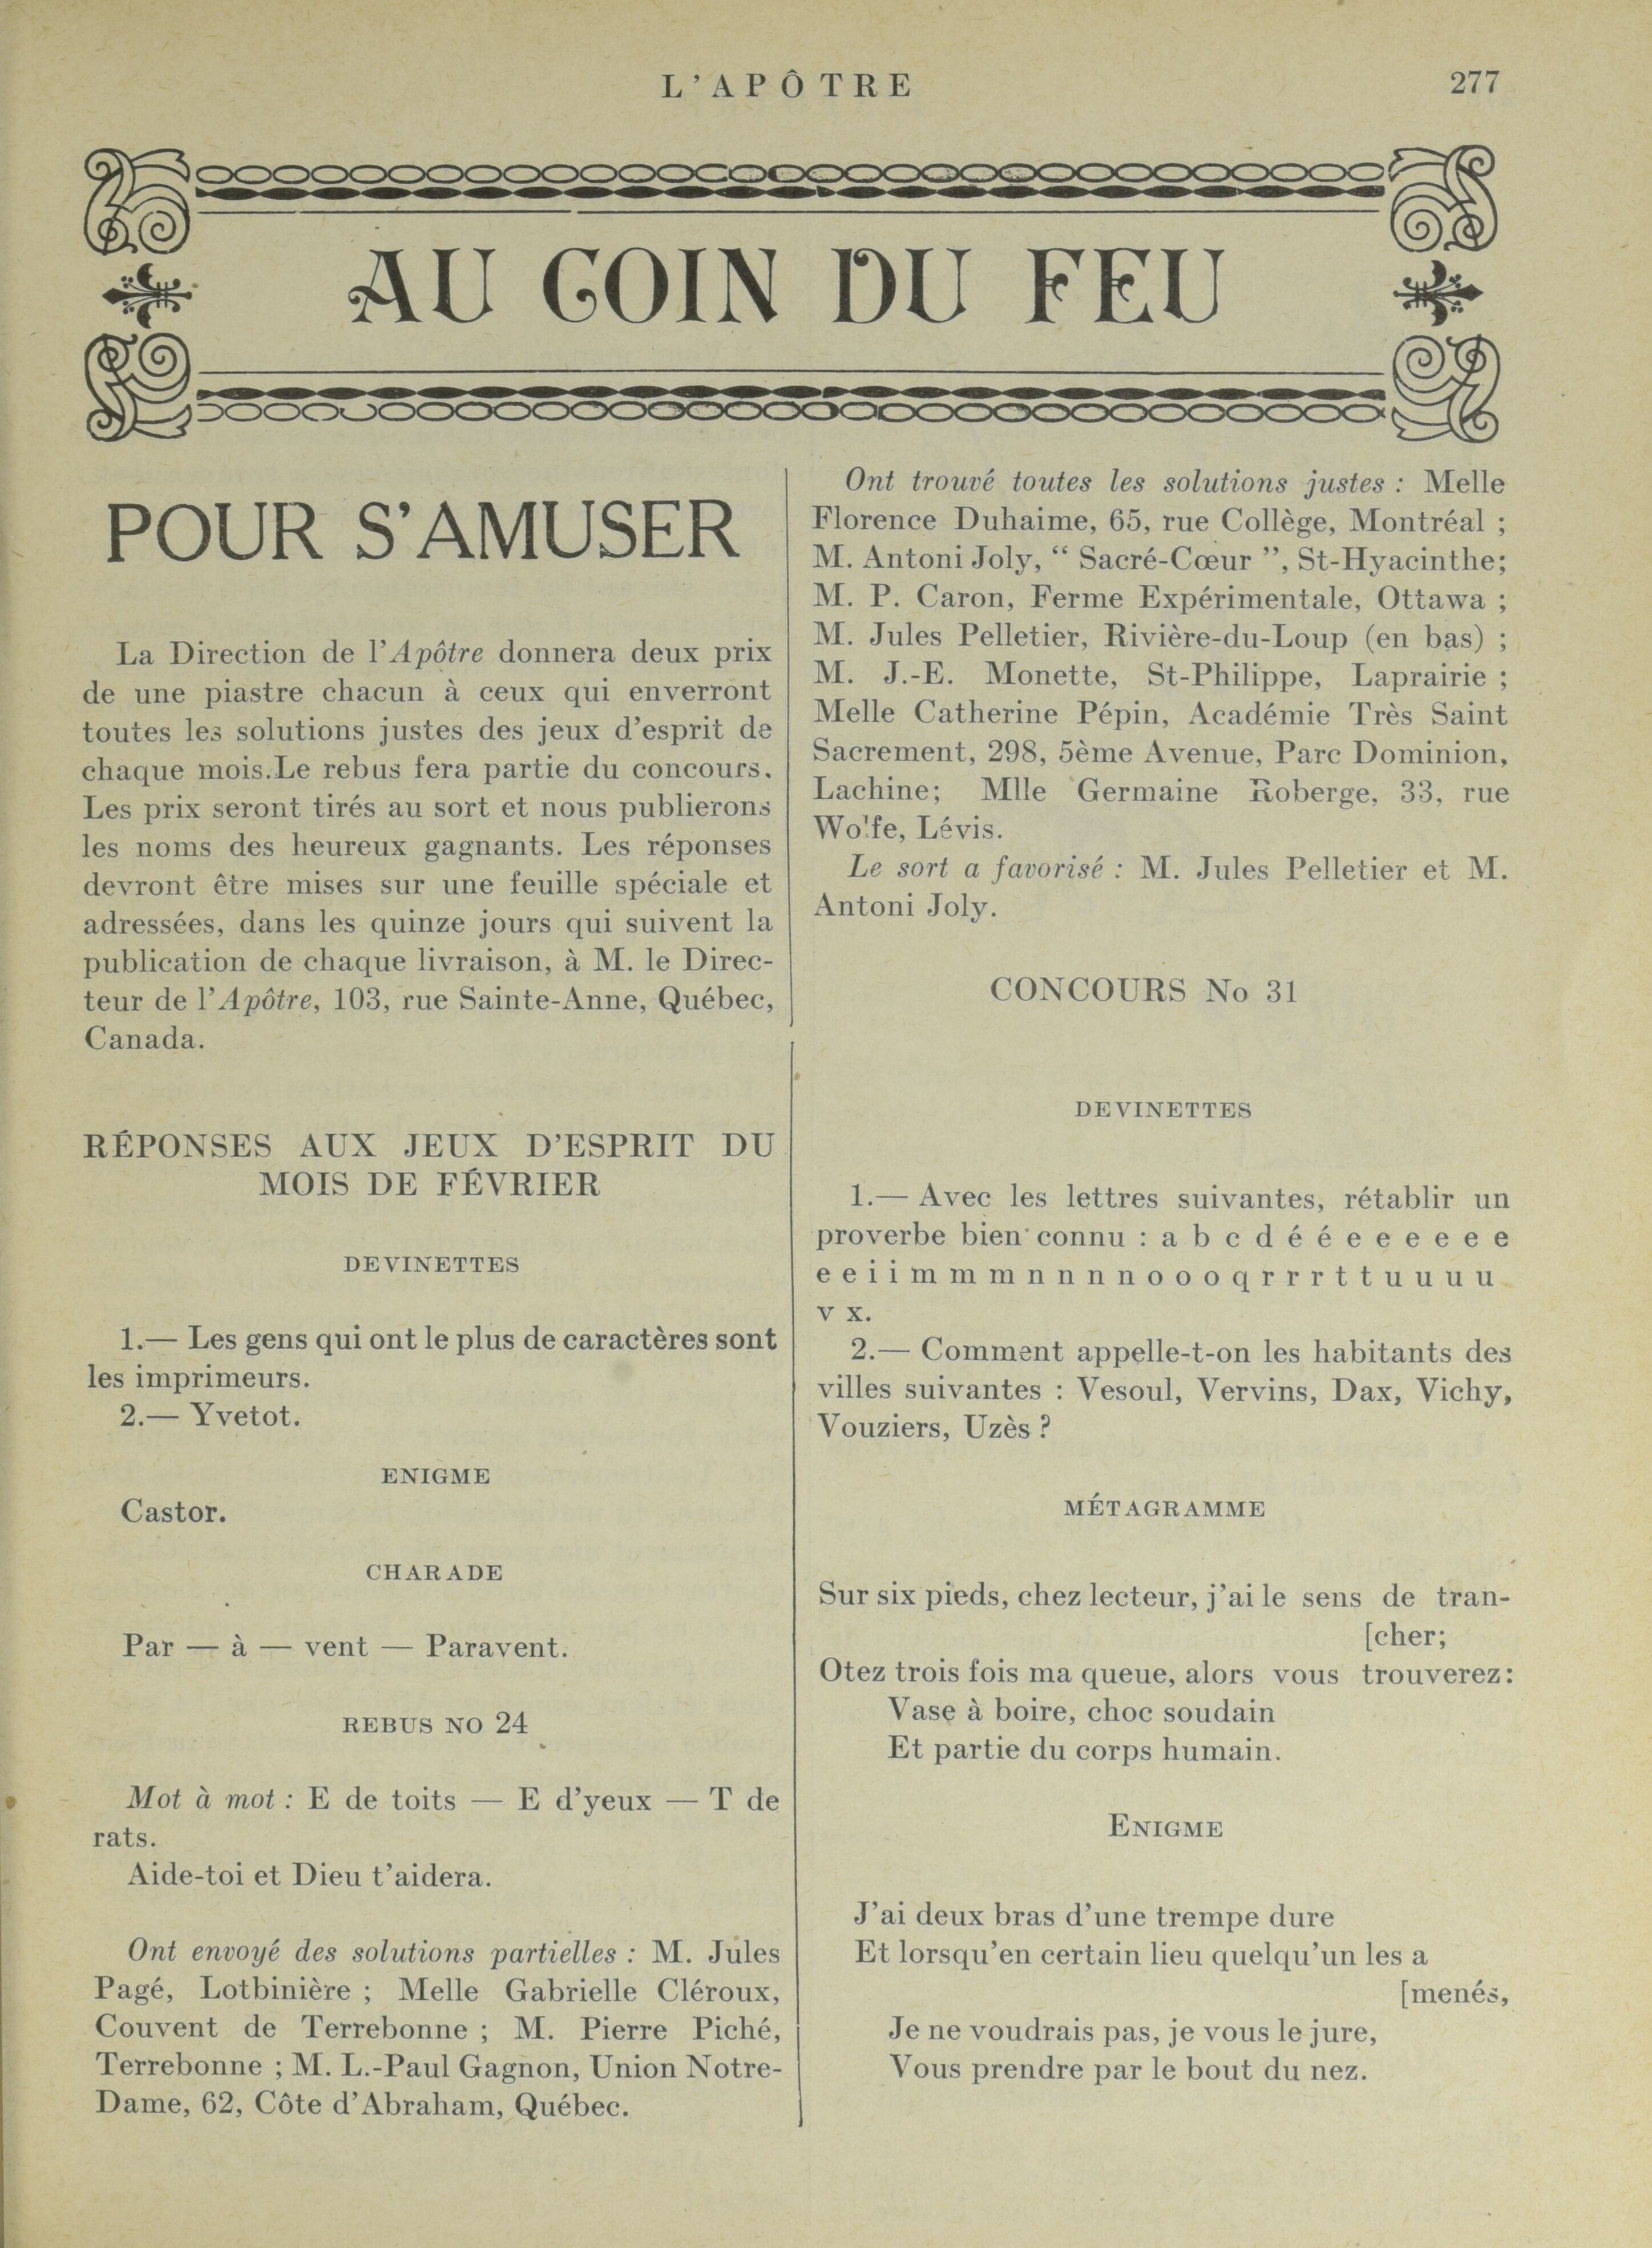 L'APÔTRE
277
AU COIN DU FEU
POUR S'AMUSER
La Direction de l'Apôtre donnera deux prix
de une piastre chacun à ceux qui enverront
toutes les solutions justes des jeux d'esprit de
chaque mois.Le rebus fera partie du concours.
Les prix seront tirés au sort et nous publierons
les noms des heureux gagnants. Les réponses
devront être mises sur une feuille spéciale et
adressées, dans les quinze jours qui suivent la
publication de chaque livraison, à M. le Direc-
teur de l'Apôtre, 103, rue Sainte-Anne, Québec,
Canada.
RÉPONSES AUX JEUX D'ESPRIT DU
MOIS DE FÉVRIER
DEVINETTES
1.— Les gens qui ont le plus de caractères sont
les imprimeurs.
2.— Yvetot.
ENIGME
Castor.
CHARADE
Par — à — vent — Paravent.
REBUS NO 24
Mot à mot : E de toits — E d'yeux — T de
rats.
Aide-toi et Dieu t'aidera.
Ont envoyé des solutions partielles : M. Jules
Pagé, Lotbinière ; Melle Gabrielle Cléroux,
Couvent de Terrebonne ; M. Pierre Piché,
Terrebonne ; M. L.-Paul Gagnon, Union Notre-
Dame, 62, Côte d'Abraham, Québec.
Ont trouvé toutes les solutions justes : Melle
Florence Duhaime, 65, rue Collège, Montréal ;
M. Antoni Joly, “ Sacré-Cœur ”, St-Hyacinthe;
M. P. Caron, Ferme Expérimentale, Ottawa ;
M. Jules Pelletier, Rivière-du-Loup (en bas) ;
M. J.-E. Monette, St-Philippe, Laprairie ;
Melle Catherine Pépin, Académie Très Saint
Sacrement, 298, 5ème Avenue, Parc Dominion,
Lachine; Mlle Germaine Roberge, 33, rue
Wolfe, Lévis.
Le sort a favorisé : M. Jules Pelletier et M.
Antoni Joly.
CONCOURS No 31
DEVINETTES
1.— Avec les lettres suivantes, rétablir un
proverbe bien connu : a b c d é é e e e e e e
e e i i m m m n n n n o o o q r r r t t u u u u
v x.
2.— Comment appelle-t-on les habitants des
villes suivantes : Vesoul, Vervins, Dax, Vichy,
Vouziers, Uzès ?
MÉTAGRAMME
Sur six pieds, chez lecteur, j'ai le sens de tran-
[cher;
Otez trois fois ma queue, alors vous trouverez:
Vase à boire, choc soudain
Et partie du corps humain.
ENIGME
J'ai deux bras d'une trempe dure
Et lorsqu'en certain lieu quelqu'un les a
[menés,
Je ne voudrais pas, je vous le jure,
Vous prendre par le bout du nez.